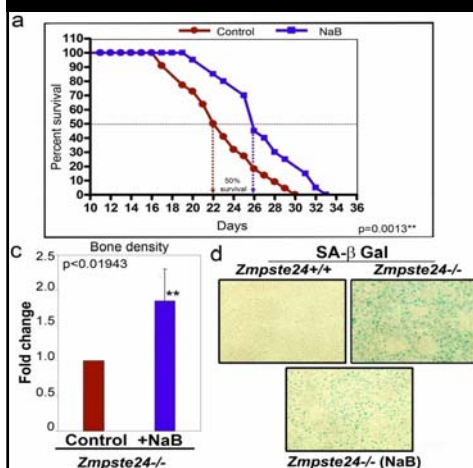 a
Control NaB
Percent survival
110
100
90
80
70
60
50
40
30
20
10
0
50%
survival
10 12 14 16 18 20 22 24 26 28 30 32 34 36
Days
p=0.0013**
c
Bone density
p<0.01943
Fold change
2.5
2.0
1.5
1.0
.5
0
**
Control +NaB
Zmpste24-/-
d
SA-β Gal
Zmpste24+/+ Zmpste24-/-
Zmpste24-/- (NaB)